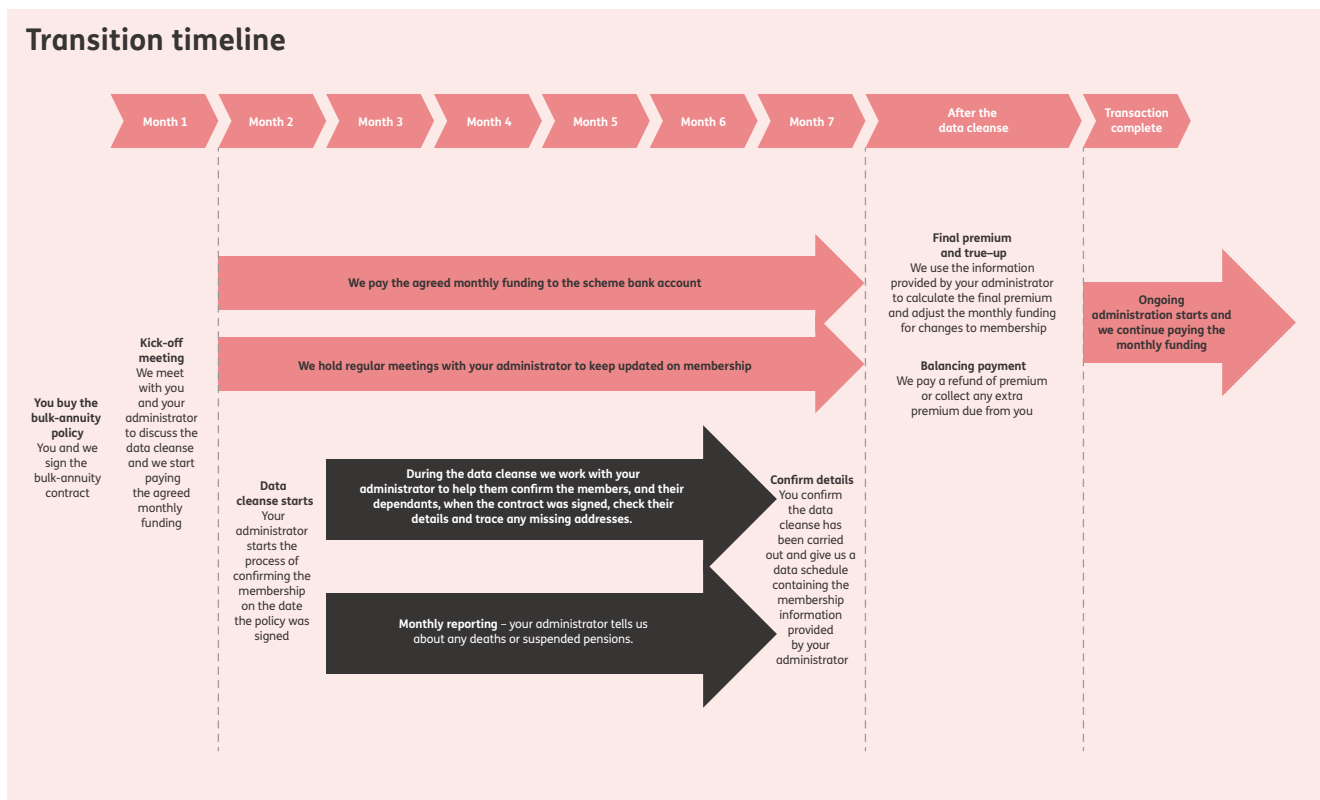 Transition timeline
Month 1
Month 2
Month 3
Month 4
Month 5
Month 6
Month 7
After the
data cleanse
Transaction
complete
You buy the
bulk-annuity
policy
You and we
sign the
bulk-annuity
contract
Kick-off
meeting
We meet
with you
and your
administrator
to discuss the
data cleanse
and we start
paying
the agreed
monthly
funding
We pay the agreed monthly funding to the scheme bank account
We hold regular meetings with your administrator to keep updated on membership
Data
cleanse starts
Your
administrator
starts the
process of
confirming the
membership
on the date
the policy was
signed
During the data cleanse we work with your
administrator to help them confirm the members, and their
dependants, when the contract was signed, check their
details and trace any missing addresses.
Monthly reporting – your administrator tells us
about any deaths or suspended pensions.
Confirm details
You confirm
the data
cleanse has
been carried
out and give us a
data schedule
containing the
membership
information
provided
by your
administrator
Final premium
and true–up
We use the information
provided by your administrator
to calculate the final premium
and adjust the monthly funding
for changes to membership
Balancing payment
We pay a refund of premium
or collect any extra
premium due from you
Ongoing
administration starts and
we continue paying the
monthly funding